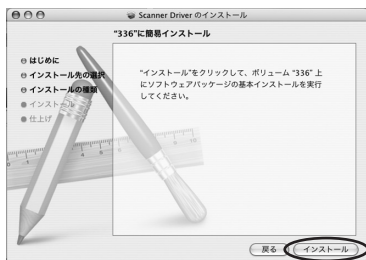 Scanner Driver のインストール
"336"に簡易インストール
はじめに
インストール先の選択
インストールの種類
インストール
仕上げ
"インストール"をクリックして、ボリューム "336" 上
にソフトウェアパッケージの基本インストールを実行
してください。
戻る
インストール